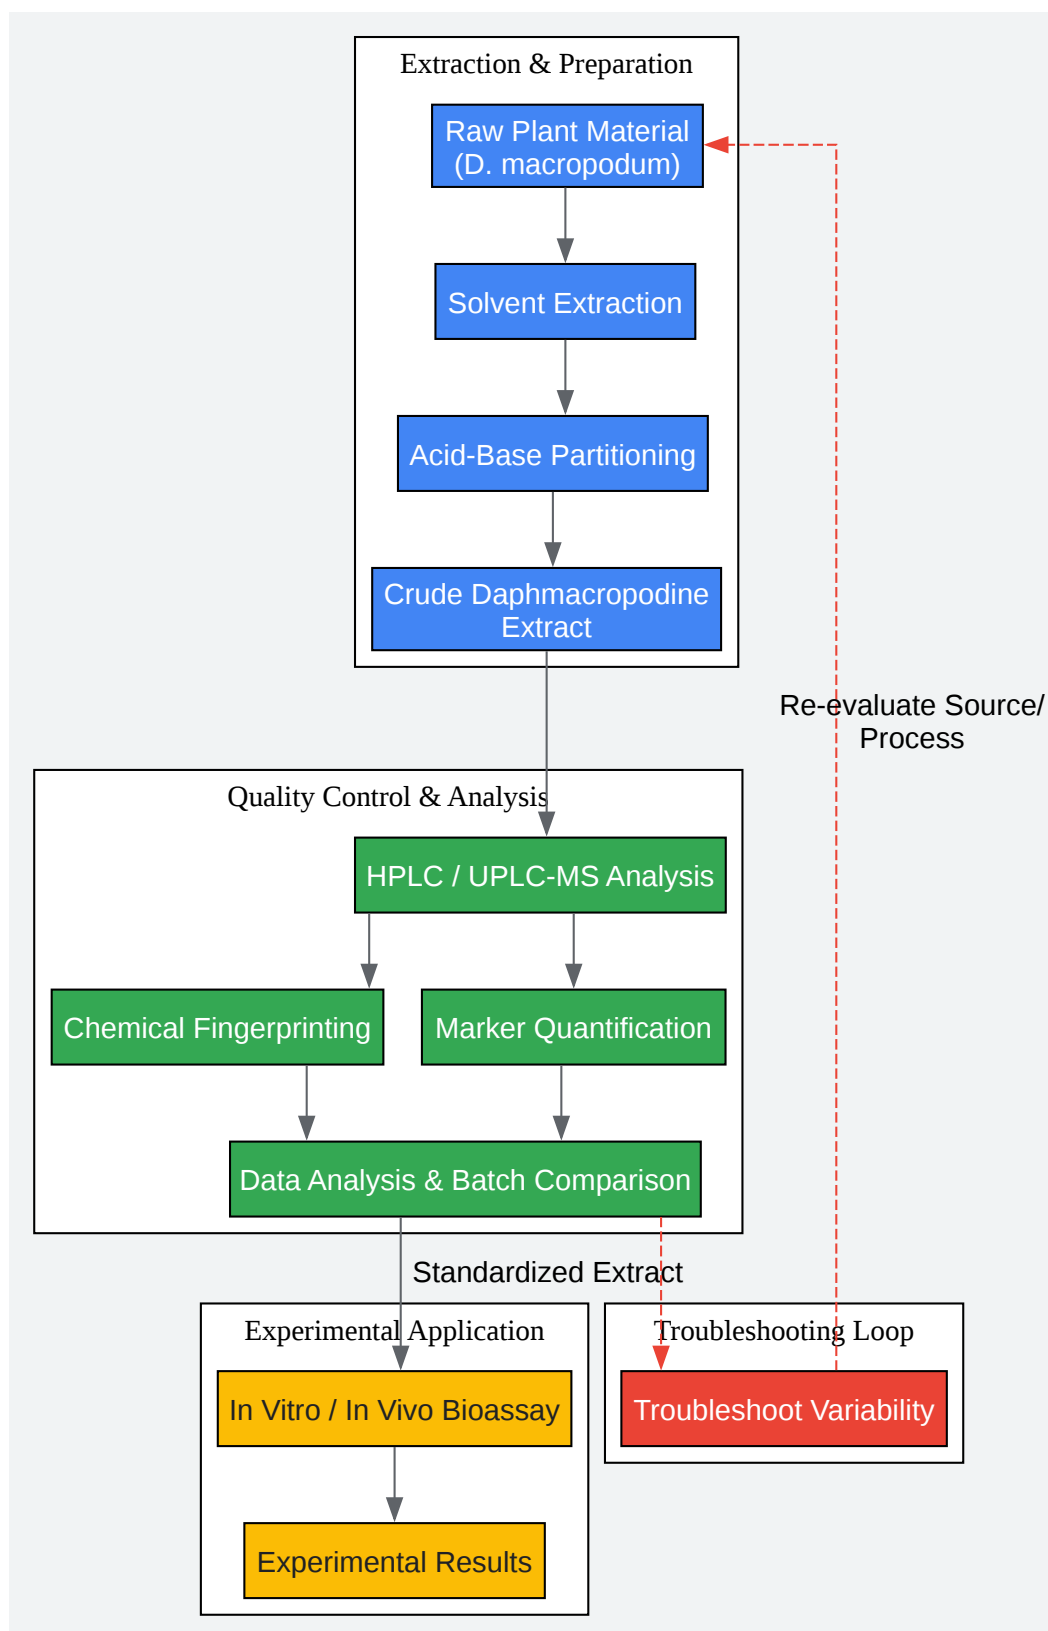 Extraction & Preparation
Raw Plant Material
(D. macropodum)
Solvent Extraction
Acid-Base Partitioning
Crude Daphmacropodine
Extract
Re-evaluate Source/
Process
Quality Control & Analysis
HPLC / UPLC-MS Analysis
Chemical Fingerprinting
Marker Quantification
Data Analysis & Batch Comparison
Standardized Extract
Experimental Application
Troubleshooting Loop
In Vitro / In Vivo Bioassay
Troubleshoot Variability
Experimental Results